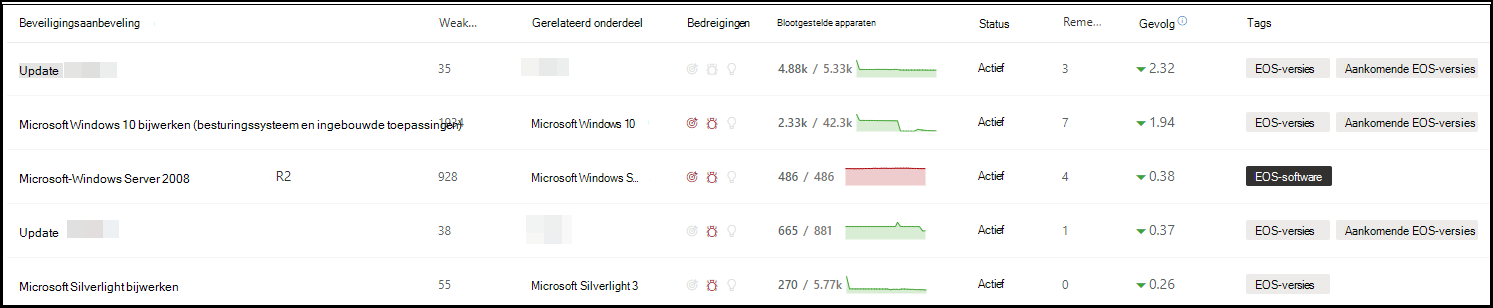 Beveiligingsaanbeveling Weak... Gerelateerd onderdeel Bedreigingen Blootgestelde apparaten Status Reme... Gevolg Tags
Update 35 4.88k / 5.33k Actief 3 2.32 EOS-versies Aankomende EOS-versies
Microsoft Windows 10 bijwerken (besturingssysteem en ingebouwde toepassingen) Microsoft Windows 10 2.33k / 42.3k Actief 7 1.94 EOS-versies Aankomende EOS-versies
Microsoft-Windows Server 2008 R2 928 Microsoft Windows S... 486 / 486 Actief 4 0.38 EOS-software
Update 38 665 / 881 Actief 1 0.37 EOS-versies Aankomende EOS-versies
Microsoft Silverlight bijwerken 55 Microsoft Silverlight 3 270 / 5.77k Actief 0 0.26 EOS-versies